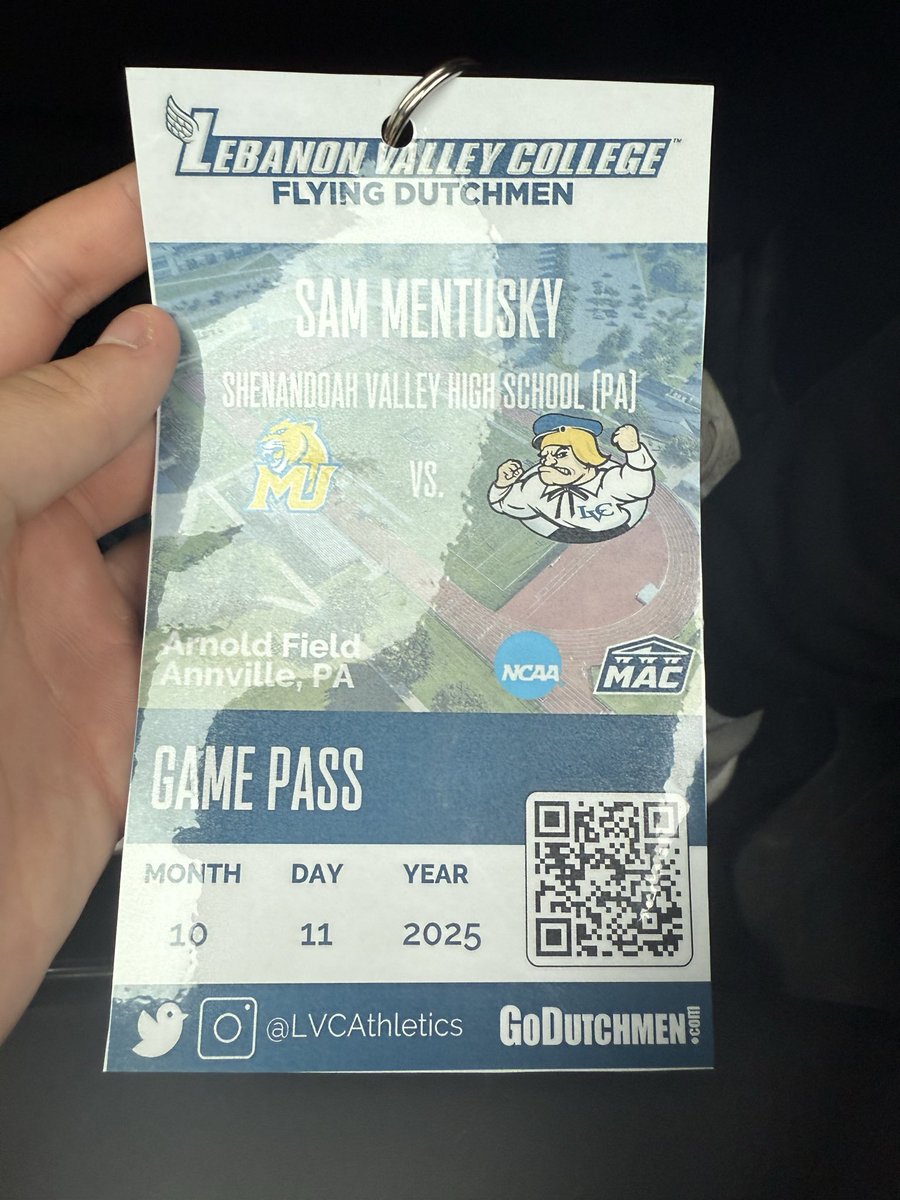 LEBANON VALLEY COLLEGE™
FLYING DUTCHMEN
SAM MENTUSKY
SHENANDOAH VALLEY HIGH SCHOOL (PA)
MU
VS.
LVC
Arnold Field
Annville, PA
NCAA
MAC
GAME PASS
MONTH DAY YEAR
10 11 2025
@LVCAthletics
GODUTCHMEN.com